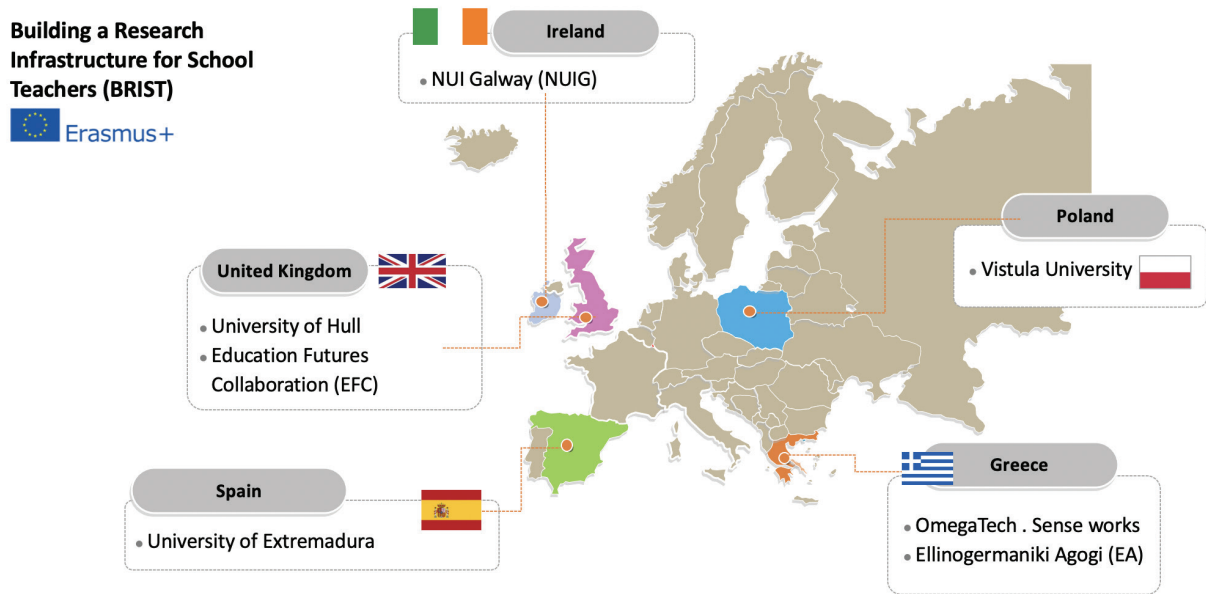 Building a Research
Infrastructure for School
Teachers (BRIST)
Erasmus+
Ireland
NUI Galway (NUIG)
Poland
Vistula University
United Kingdom
University of Hull
Education Futures
Collaboration (EFC)
Spain
University of Extremadura
Greece
OmegaTech . Sense works
Ellinogermaniki Agogi (EA)